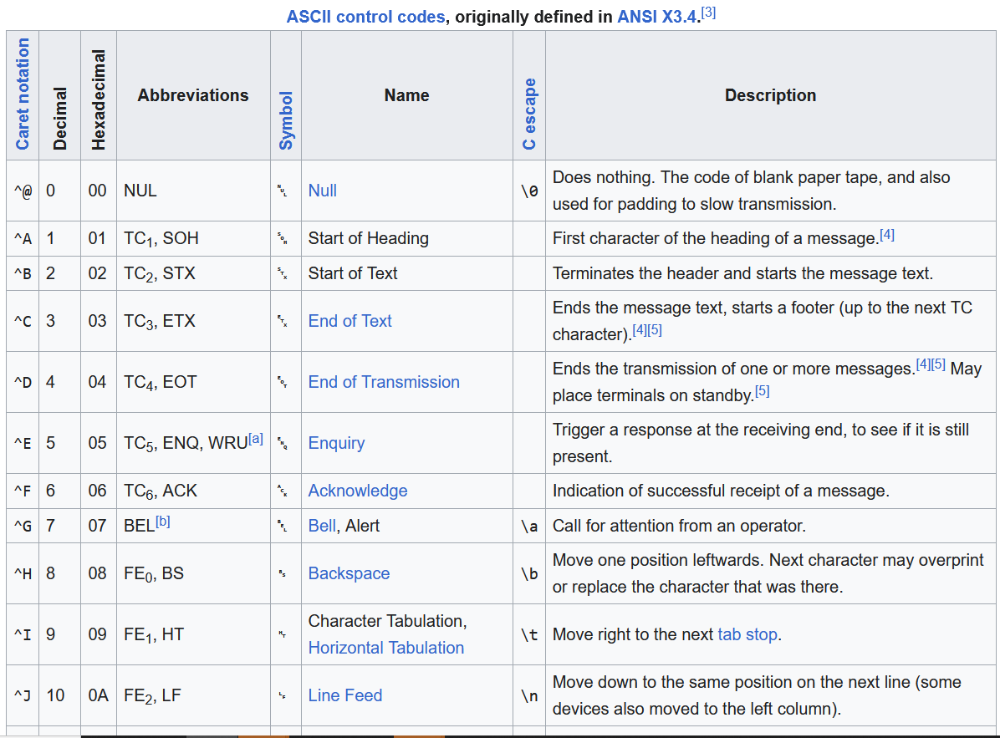 ASCII control codes, originally defined in ANSI X3.4.[3]
Caret notation Decimal Hexadecimal Abbreviations Symbol Name C escape Description
^@ 0 00 NUL ␀ Null \0 Does nothing. The code of blank paper tape, and also
used for padding to slow transmission.
^A 1 01 TC₁, SOH ␁ Start of Heading First character of the heading of a message.[4]
^B 2 02 TC₂, STX ␂ Start of Text Terminates the header and starts the message text.
^C 3 03 TC₃, ETX ␃ End of Text Ends the message text, starts a footer (up to the next TC
character).[4][5]
^D 4 04 TC₄, EOT ␄ End of Transmission Ends the transmission of one or more messages.[4][5] May
place terminals on standby.[5]
^E 5 05 TC₅, ENQ, WRU[a] ␅ Enquiry Trigger a response at the receiving end, to see if it is still
present.
^F 6 06 TC₆, ACK ␆ Acknowledge Indication of successful receipt of a message.
^G 7 07 BEL[b] ␇ Bell, Alert \a Call for attention from an operator.
^H 8 08 FE₀, BS ␈ Backspace \b Move one position leftwards. Next character may overprint
or replace the character that was there.
^I 9 09 FE₁, HT ␉ Character Tabulation,
Horizontal Tabulation \t Move right to the next tab stop.
^J 10 0A FE₂, LF ␊ Line Feed \n Move down to the same position on the next line (some
devices also moved to the left column).